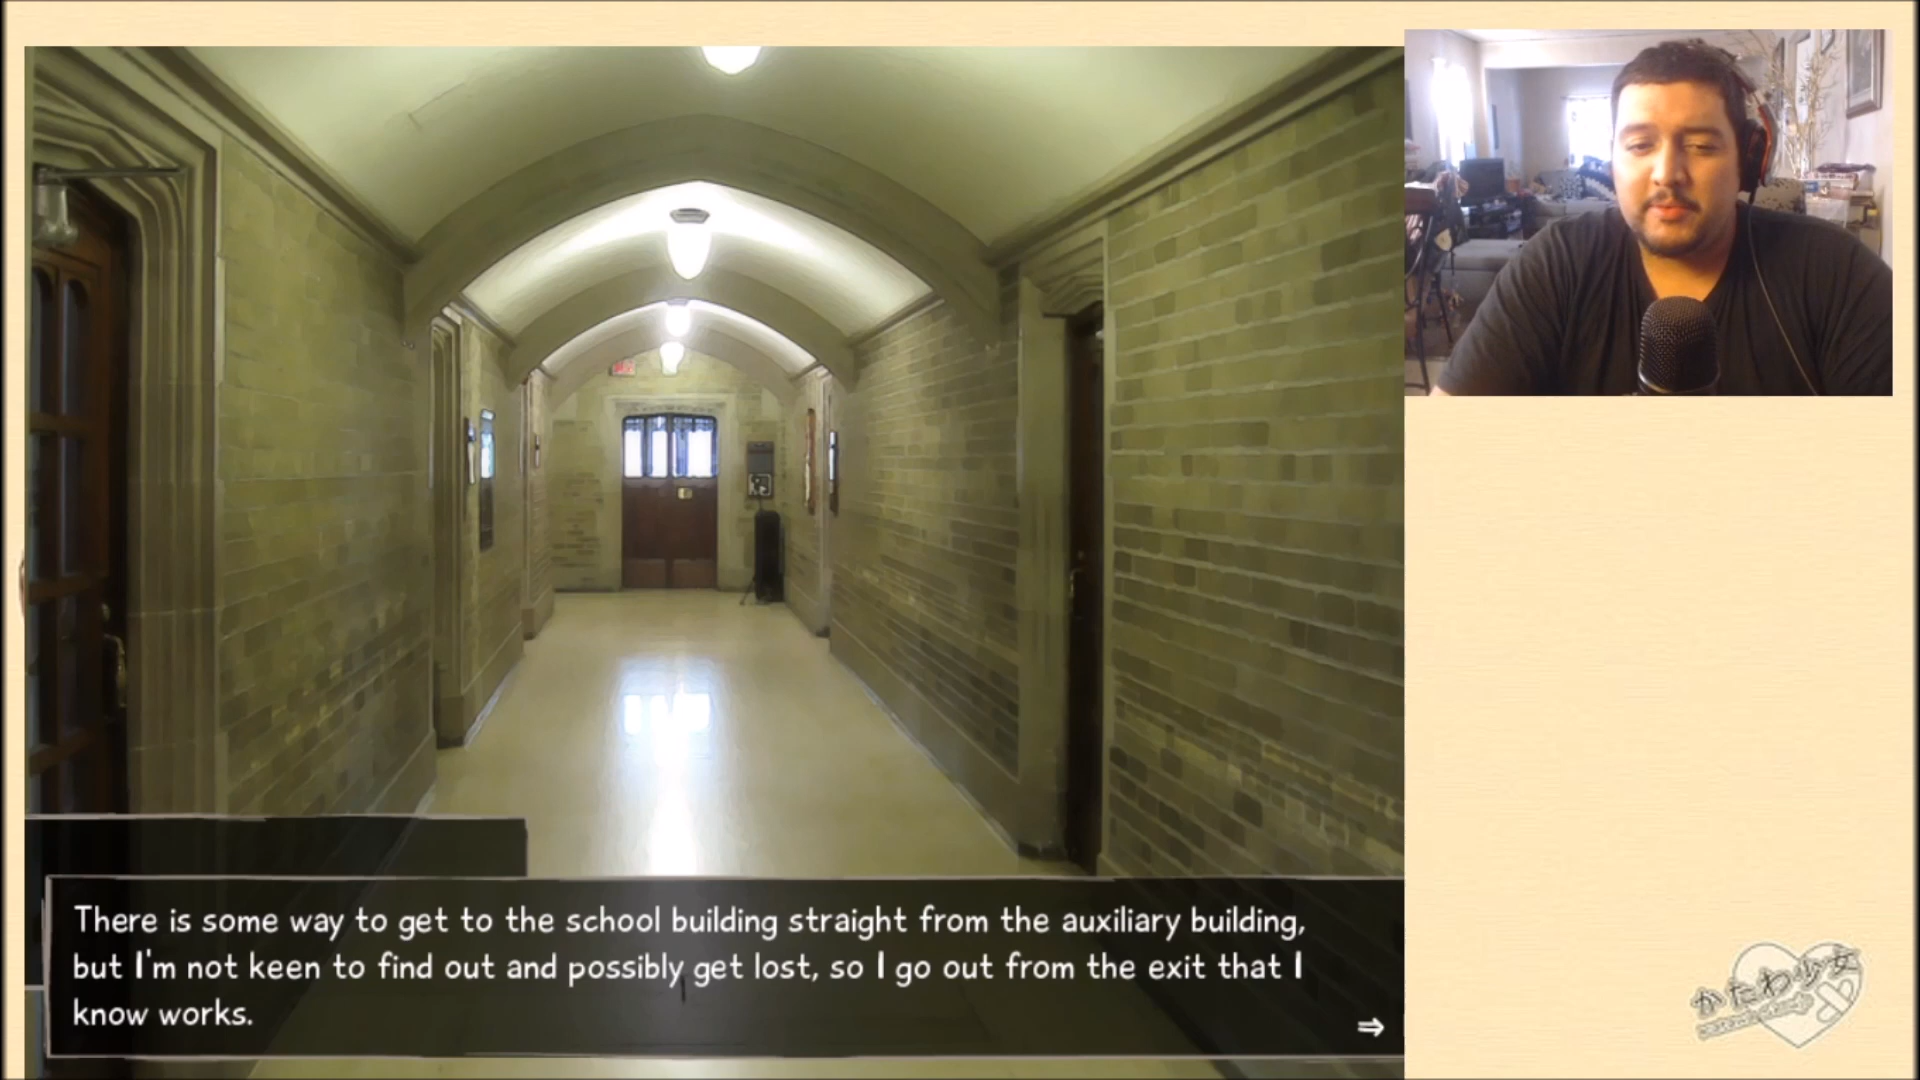 There is some way to get to the school building straight from the auxiliary building,
but I'm not keen to find out and possibly get lost, so I go out from the exit that I
know works.
かたわ少女